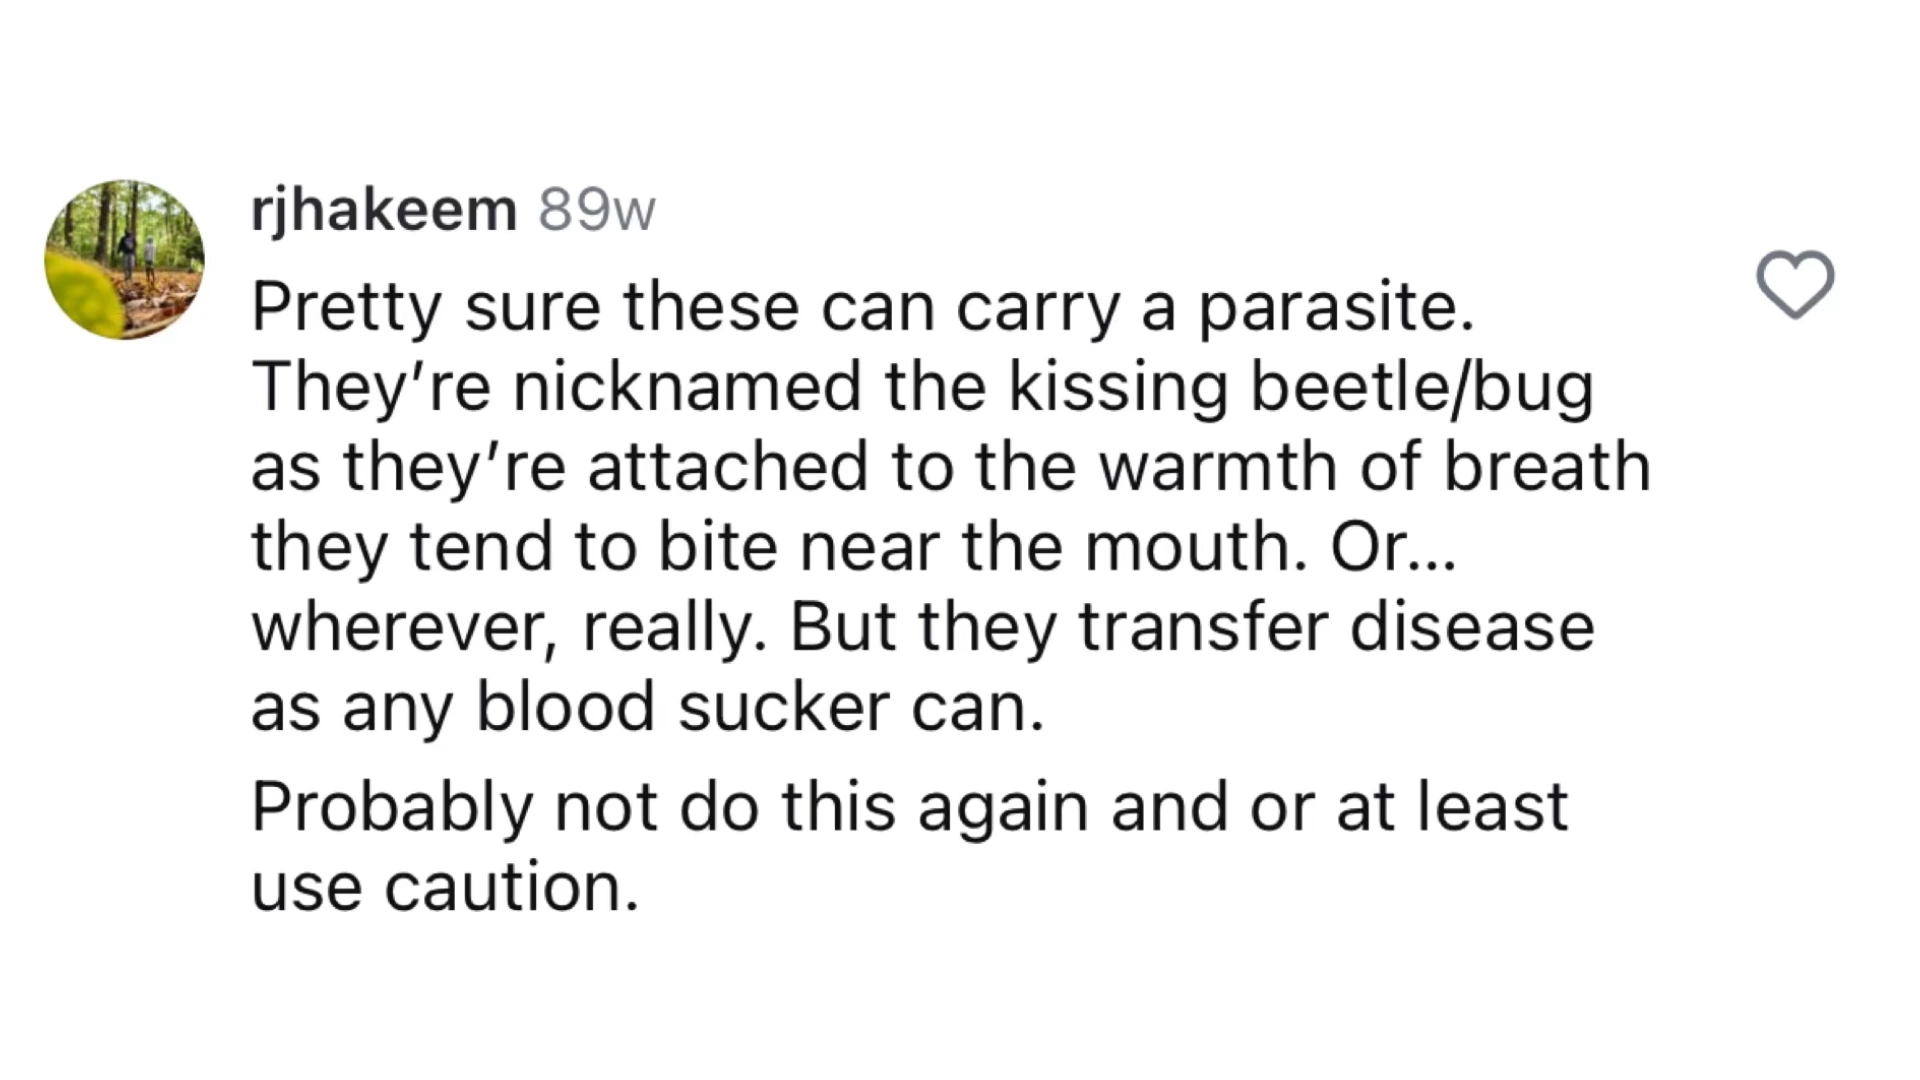 rjhakeem 89w
Pretty sure these can carry a parasite.
They’re nicknamed the kissing beetle/bug
as they’re attached to the warmth of breath
they tend to bite near the mouth. Or...
wherever, really. But they transfer disease
as any blood sucker can.
Probably not do this again and or at least
use caution.